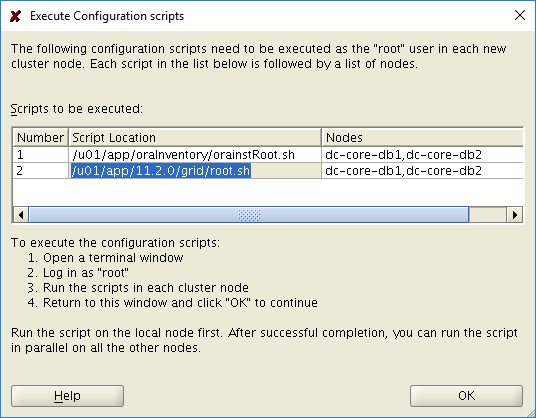 Execute Configuration scripts
The following configuration scripts need to be executed as the "root" user in each new
cluster node. Each script in the list below is followed by a list of nodes.
Scripts to be executed:
Number Script Location Nodes
1 /u01/app/oraInventory/orainstRoot.sh dc-core-db1,dc-core-db2
2 /u01/app/11.2.0/grid/root.sh dc-core-db1,dc-core-db2
To execute the configuration scripts:
1. Open a terminal window
2. Log in as "root"
3. Run the scripts in each cluster node
4. Return to this window and click "OK" to continue
Run the script on the local node first. After successful completion, you can run the script
in parallel on all the other nodes.
Help OK